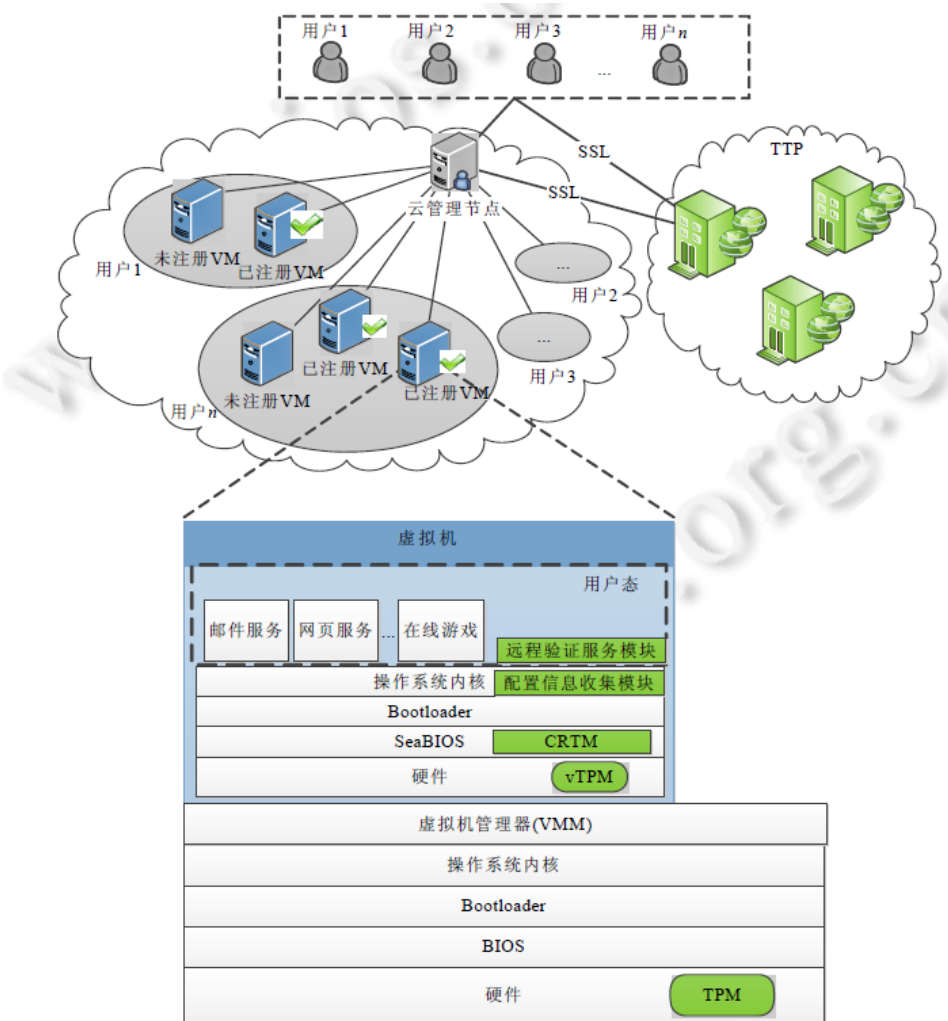 用户1
用户2
用户3
...
用户n
SSL
TTP
SSL
云管理节点
未注册VM
已注册VM
用户1
...
用户2
...
用户3
已注册VM
已注册VM
未注册VM
用户n
虚拟机
用户态
邮件服务
网页服务
...
在线游戏
远程验证服务模块
操作系统内核
配置信息收集模块
Bootloader
SeaBIOS
CRTM
硬件
vTPM
虚拟机管理器(VMM)
操作系统内核
Bootloader
BIOS
硬件
TPM